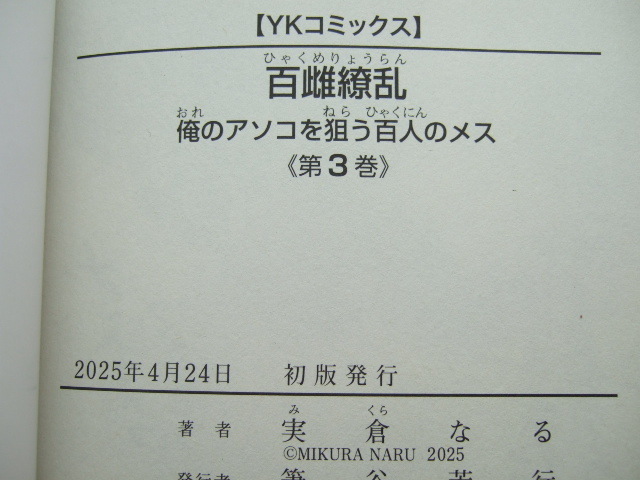 【YKコミックス】
ひゃくめりょうらん
百雌繚乱
おれ ねら ひゃくにん
俺のアソコを狙う百人のメス
《第3巻》
2025年4月24日 初版発行
み くら
著者 実倉なる
©MIKURA NARU 2025
発行者